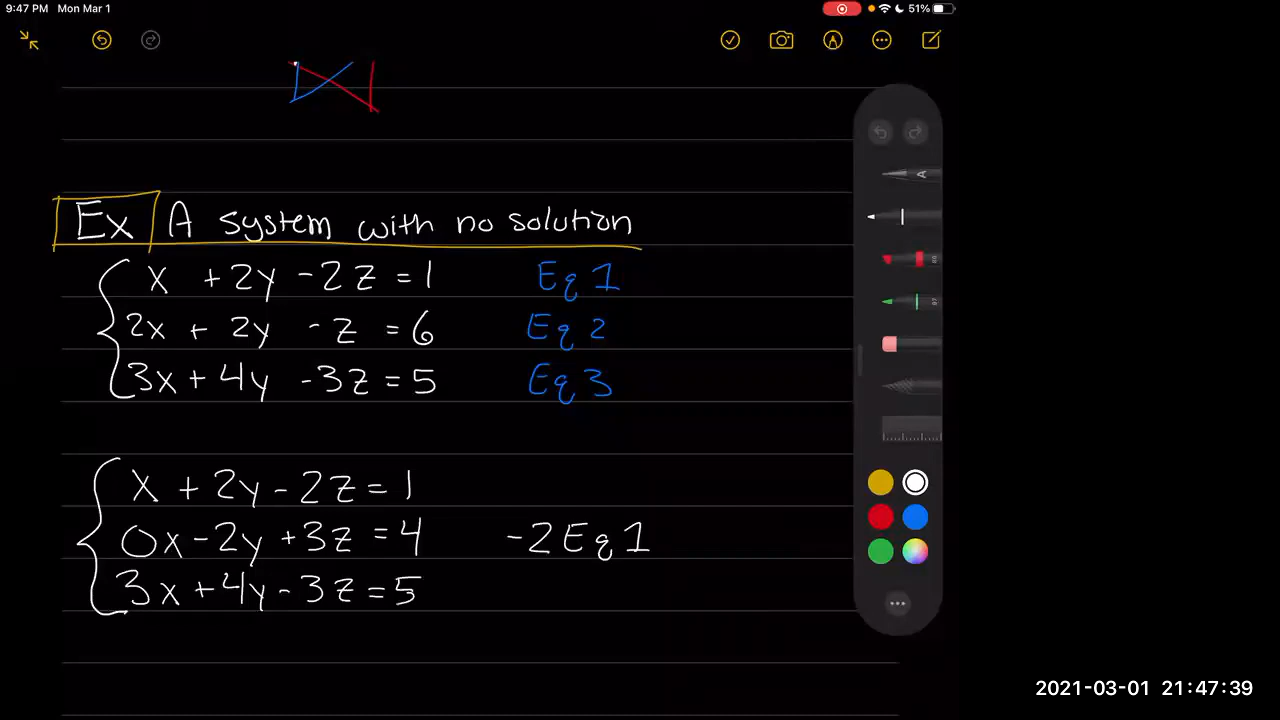 9:47 PM Mon Mar 1
51%
Ex A system with no solution
x + 2y - 2z = 1 Eq 1
2x + 2y - z = 6 Eq 2
3x + 4y - 3z = 5 Eq 3
x + 2y - 2z = 1
0x - 2y + 3z = 4 -2Eq 1
3x + 4y - 3z = 5
A
2021-03-01 21:47:39